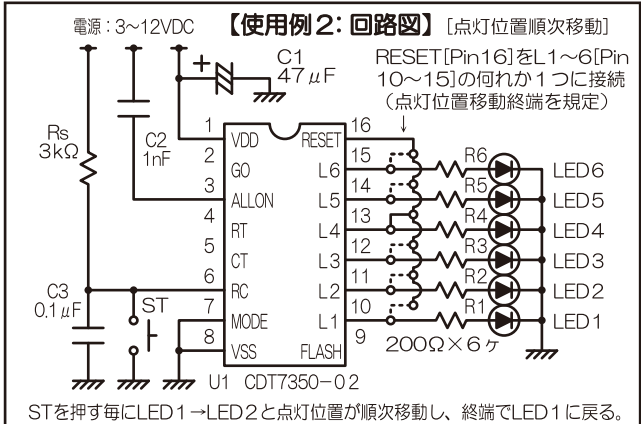 電源：3～12VDC
【使用例2：回路図】［点灯位置順次移動］
C1
47μF
RESET[Pin16]をL1～6[Pin
10～15]の何れか1つに接続
（点灯位置移動終端を規定）
Rs
3kΩ
C2
1nF
C3
0.1μF
ST
1 VDD
2 GO
3 ALLON
4 RT
5 CT
6 RC
7 MODE
8 VSS
RESET 16
L6 15
L5 14
L4 13
L3 12
L2 11
L1 10
FLASH 9
R6 LED6
R5 LED5
R4 LED4
R3 LED3
R2 LED2
R1 LED1
200Ω×6ヶ
U1 CDT7350-02
STを押す毎にLED1→LED2と点灯位置が順次移動し、終端でLED1に戻る。